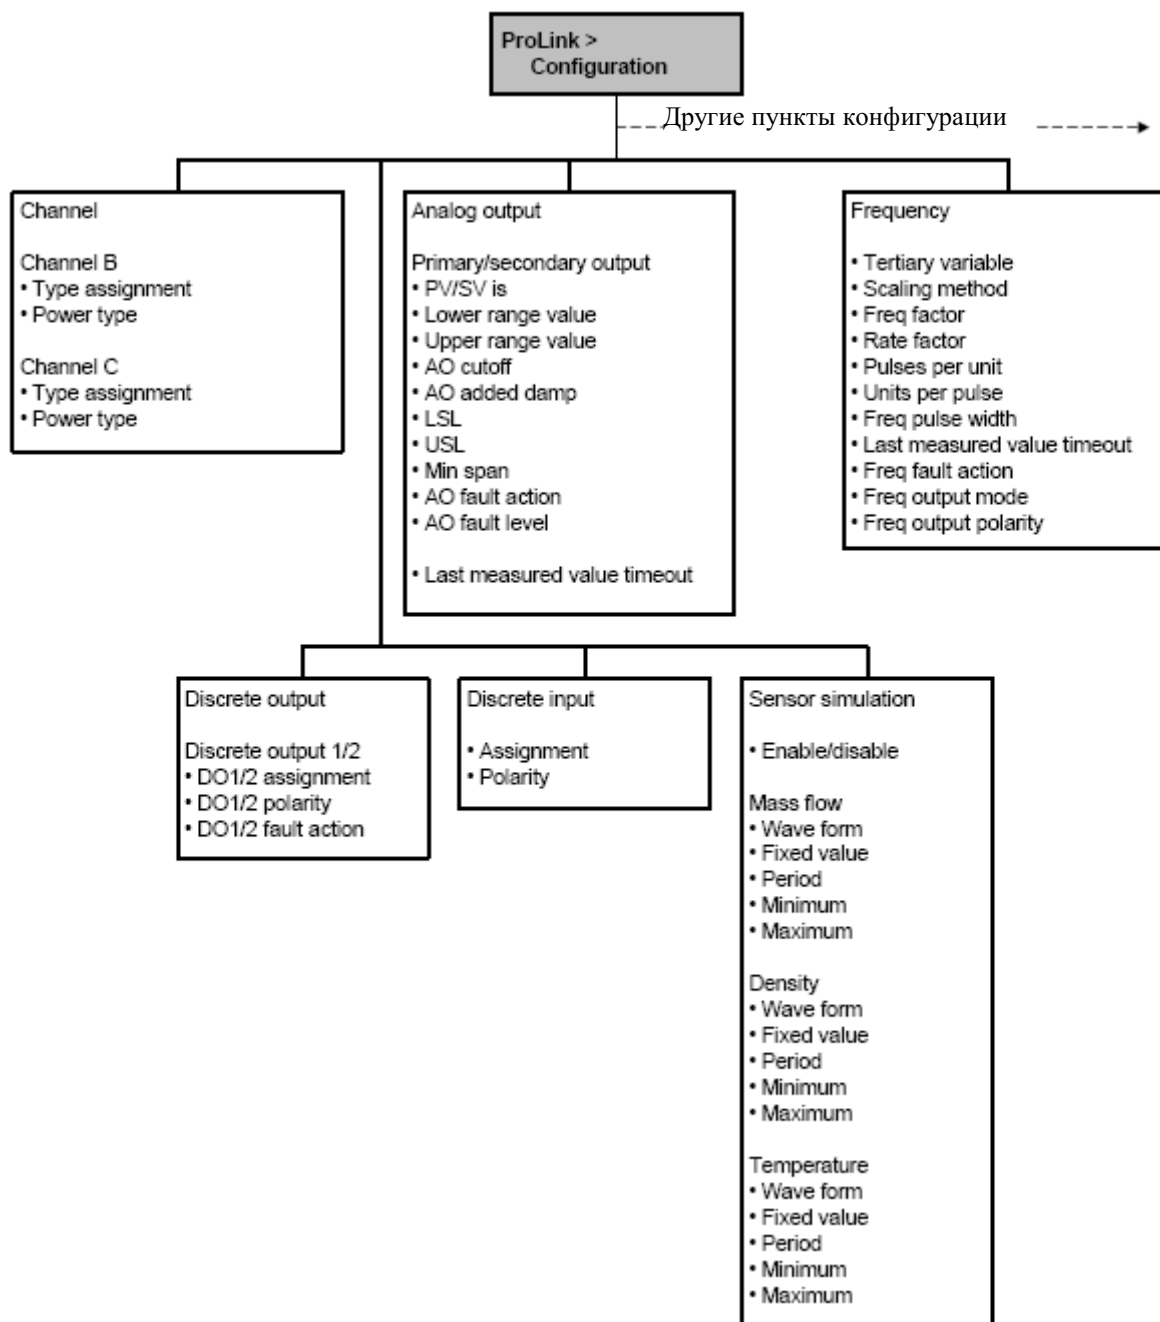 ProLink >
Configuration
Другие пункты конфигурации
Channel
Channel B
• Type assignment
• Power type
Channel C
• Type assignment
• Power type
Analog output
Primary/secondary output
• PV/SV is
• Lower range value
• Upper range value
• AO cutoff
• AO added damp
• LSL
• USL
• Min span
• AO fault action
• AO fault level
• Last measured value timeout
Frequency
• Tertiary variable
• Scaling method
• Freq factor
• Rate factor
• Pulses per unit
• Units per pulse
• Freq pulse width
• Last measured value timeout
• Freq fault action
• Freq output mode
• Freq output polarity
Discrete output
Discrete output 1/2
• DO1/2 assignment
• DO1/2 polarity
• DO1/2 fault action
Discrete input
• Assignment
• Polarity
Sensor simulation
• Enable/disable
Mass flow
• Wave form
• Fixed value
• Period
• Minimum
• Maximum
Density
• Wave form
• Fixed value
• Period
• Minimum
• Maximum
Temperature
• Wave form
• Fixed value
• Period
• Minimum
• Maximum